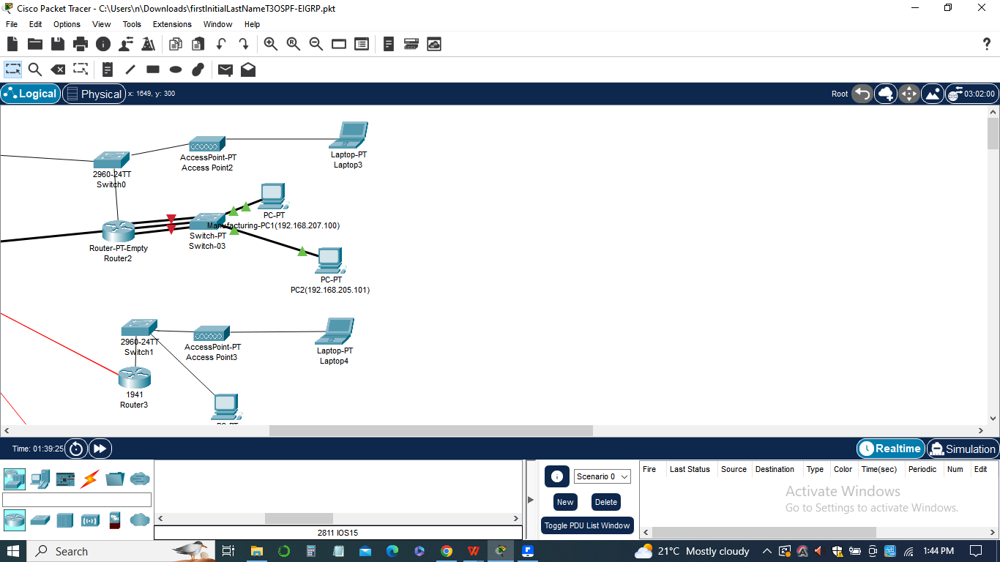 Cisco Packet Tracer - C:\Users\n\Downloads\firstInitialLastNameT3OSPF-EIGRP.pkt
File Edit Options View Tools Extensions Window Help
Logical Physical x: 1649, y: 300 Root 03:02:00
AccessPoint-PT
Access Point2
Laptop-PT
Laptop3
2960-24TT
Switch0
PC-PT
Manufacturing-PC1(192.168.207.100)
Switch-PT
Switch-03
Router-PT-Empty
Router2
PC-PT
PC2(192.168.205.101)
2960-24TT
Switch1
AccessPoint-PT
Access Point3
Laptop-PT
Laptop4
1941
Router3
PC-PT
Time: 01:39:25 Realtime Simulation
Scenario 0
New Delete
Toggle PDU List Window
Fire Last Status Source Destination Type Color Time(sec) Periodic Num Edit
Activate Windows
Go to Settings to activate Windows.
2811 IOS15
Search 21°C Mostly cloudy 1:44 PM